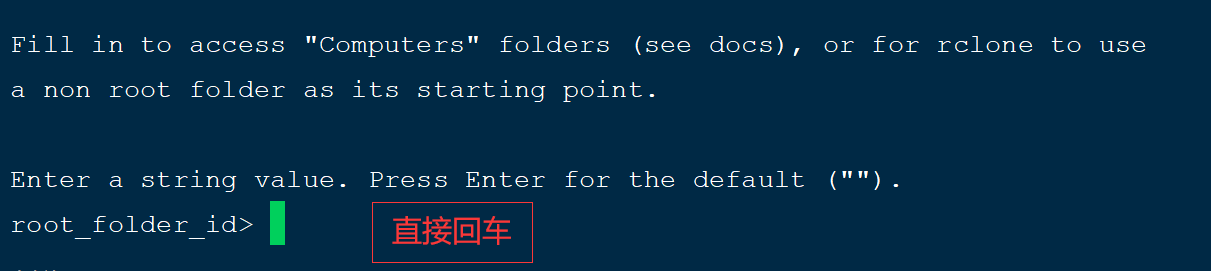 Fill in to access "Computers" folders (see docs), or for rclone to use
a non root folder as its starting point.
Enter a string value. Press Enter for the default ("").
root_folder_id>
直接回车